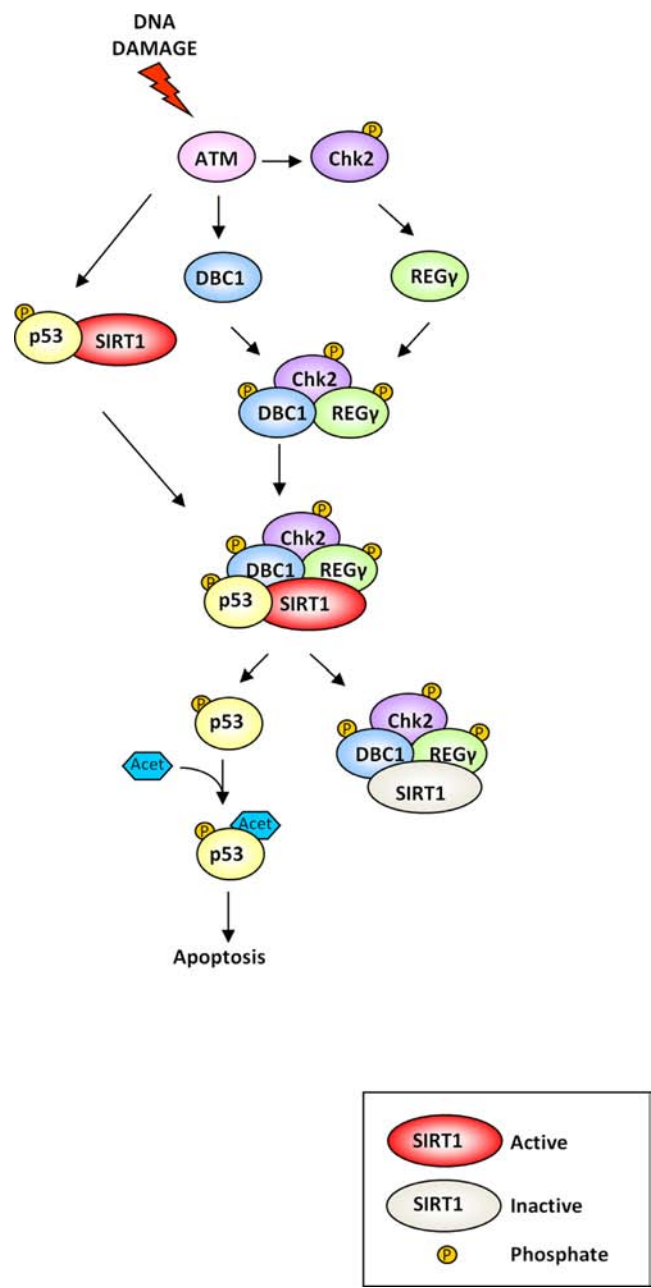 DNA
DAMAGE
P
ATM
Chk2
DBC1
REGγ
P
p53
SIRT1
P
Chk2
P
P
DBC1
REGγ
P
Chk2
P
P
DBC1
REGγ
P
p53
SIRT1
P
p53
P
Chk2
P
P
DBC1
REGγ
SIRT1
Acet
P
Acet
p53
Apoptosis
SIRT1 Active
SIRT1 Inactive
P Phosphate